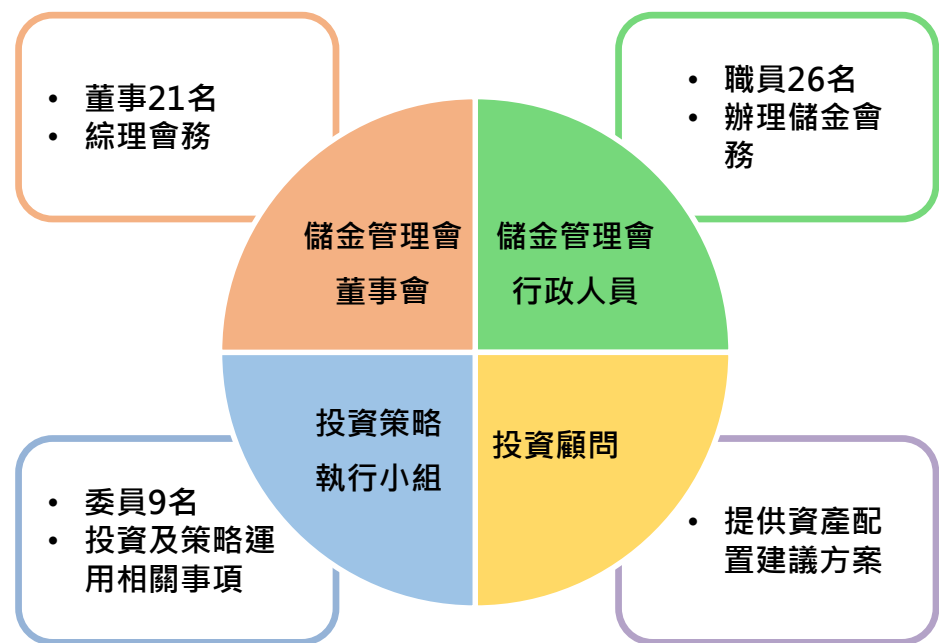 • 董事21名
• 綜理會務
• 職員26名
• 辦理儲金會
務
儲金管理會
董事會
儲金管理會
行政人員
投資策略
執行小組
投資顧問
• 委員9名
• 投資及策略運
用相關事項
• 提供資產配
置建議方案